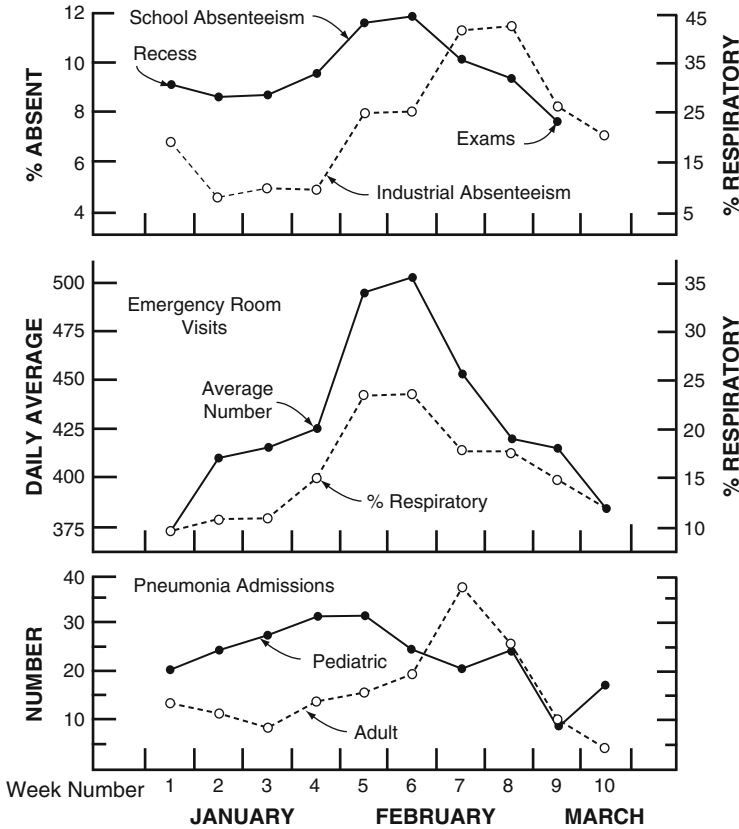 School Absenteeism
Recess
Exams
Industrial Absenteeism
% ABSENT
12
10
8
6
4
% RESPIRATORY
45
35
25
15
5
Emergency Room
Visits
Average
Number
% Respiratory
DAILY AVERAGE
500
475
450
425
400
375
% RESPIRATORY
35
30
25
20
15
10
Pneumonia Admissions
Pediatric
Adult
NUMBER
40
30
20
10
Week Number 1 2 3 4 5 6 7 8 9 10
JANUARY FEBRUARY MARCH